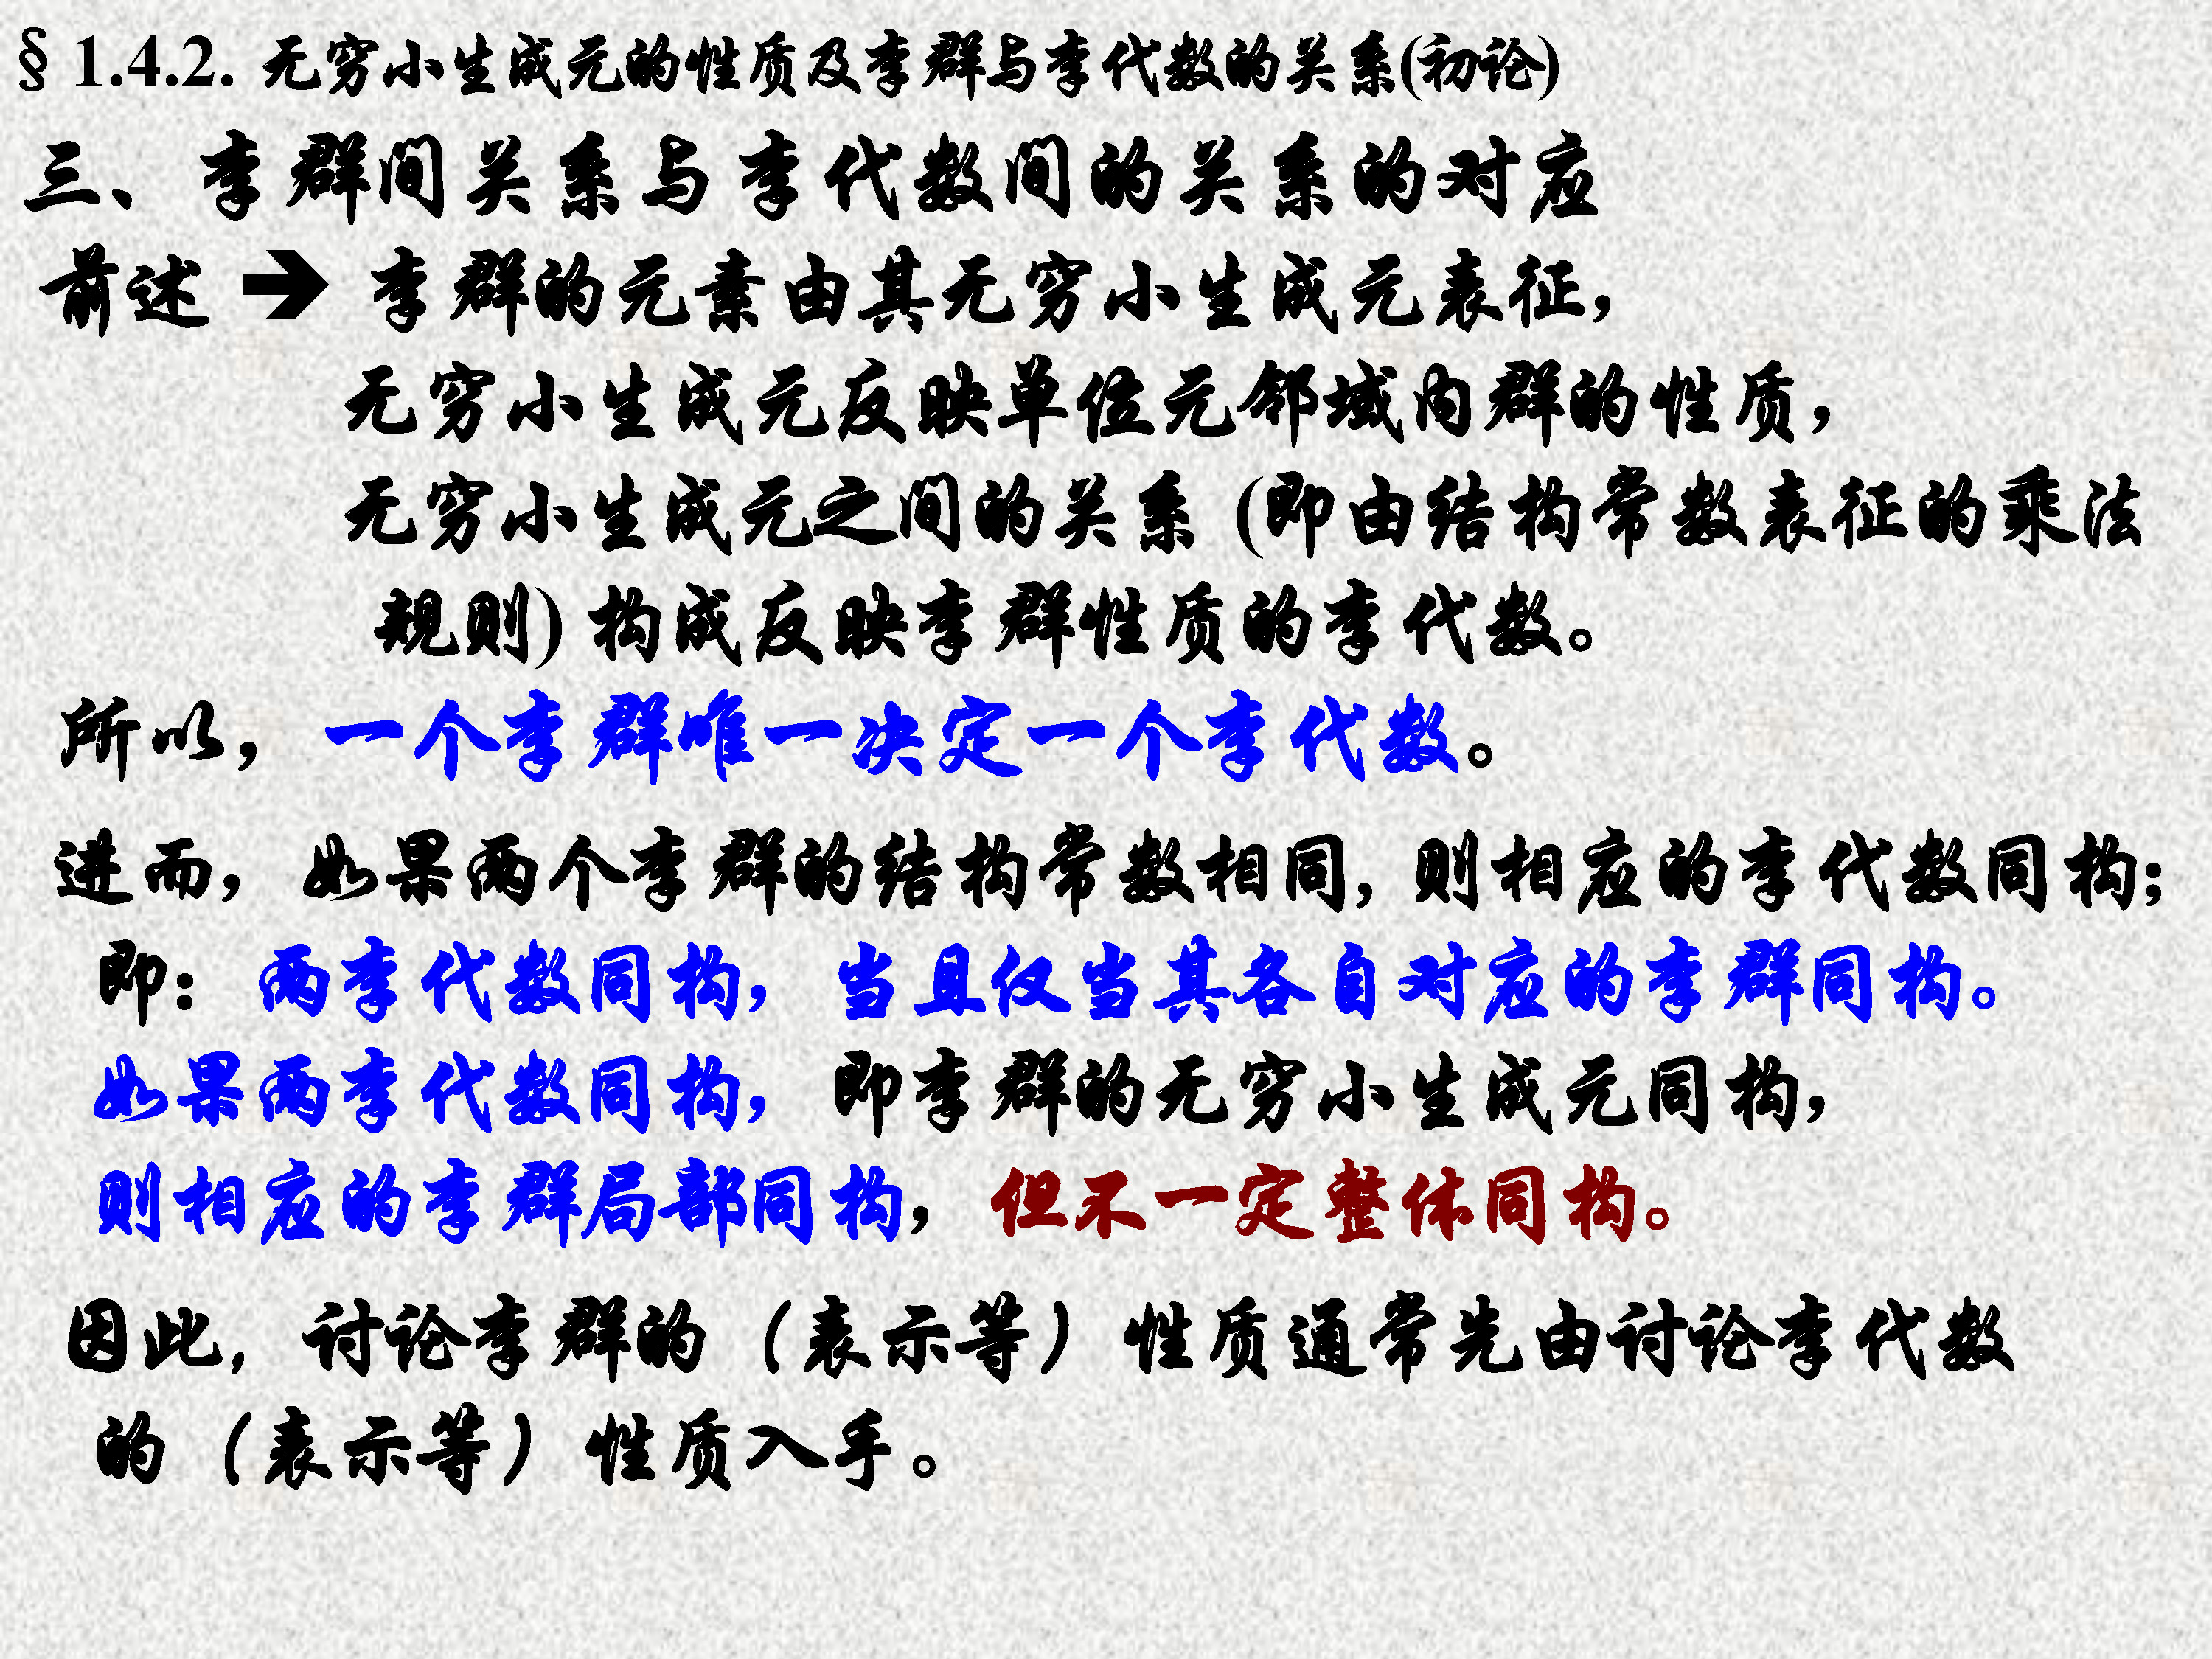 § 1.4.2. 无穷小生成元的性质及李群与李代数的关系(初论)
三、李群间关系与李代数间的关系的对应
前述 ➔ 李群的元素由其无穷小生成元表征,
无穷小生成元反映单位元邻域内群的性质,
无穷小生成元之间的关系 (即由结构常数表征的乘法
规则) 构成反映李群性质的李代数。
所以, 一个李群唯一决定一个李代数。
进而, 如果两个李群的结构常数相同, 则相应的李代数同构;
即: 两李代数同构, 当且仅当其各自对应的李群同构。
如果两李代数同构, 即李群的无穷小生成元同构,
则相应的李群局部同构, 但不一定整体同构。
因此, 讨论李群的（表示等）性质通常先由讨论李代数
的（表示等）性质入手。